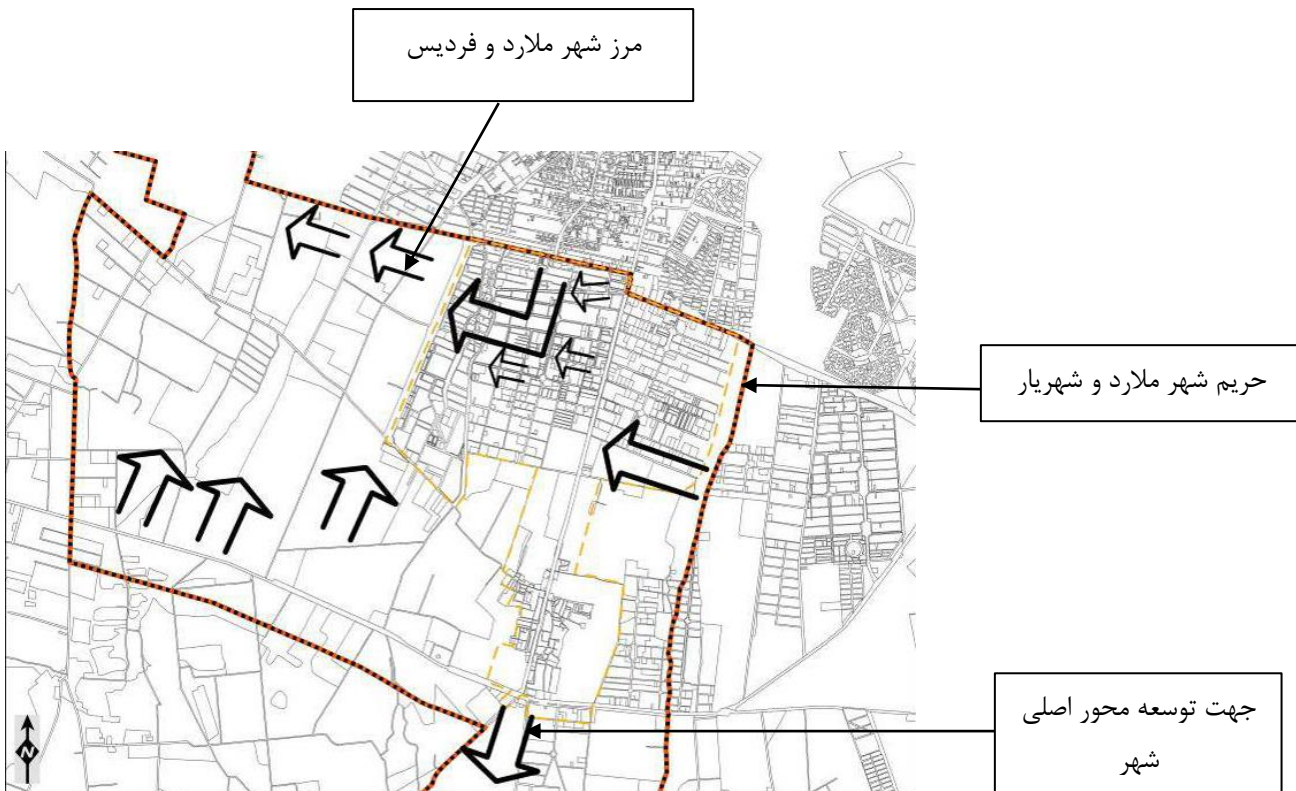 مرز شهر ملارد و فردیس
حریم شهر ملارد و شهریار
جهت توسعه محور اصلی
شهر
N